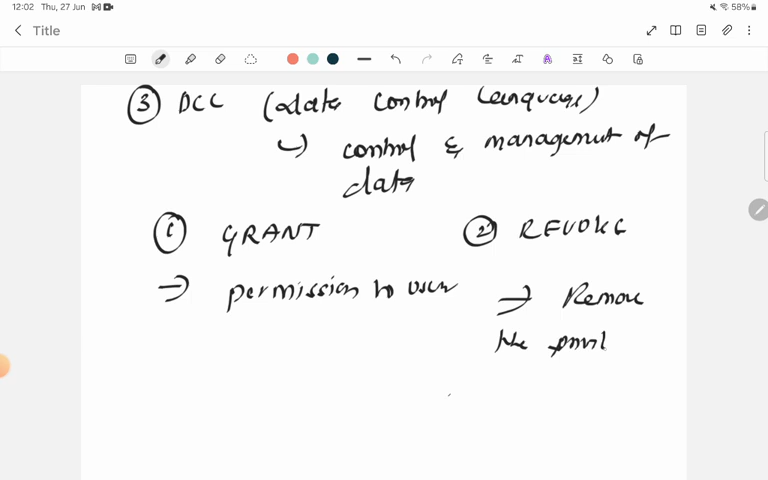 12:02 Thu, 27 Jun 58%
Title
3 DCL (data control language)
↳ control & management of
data
1 GRANT 2 REVOKE
⇒ permission to user ⇒ Remove
the privil